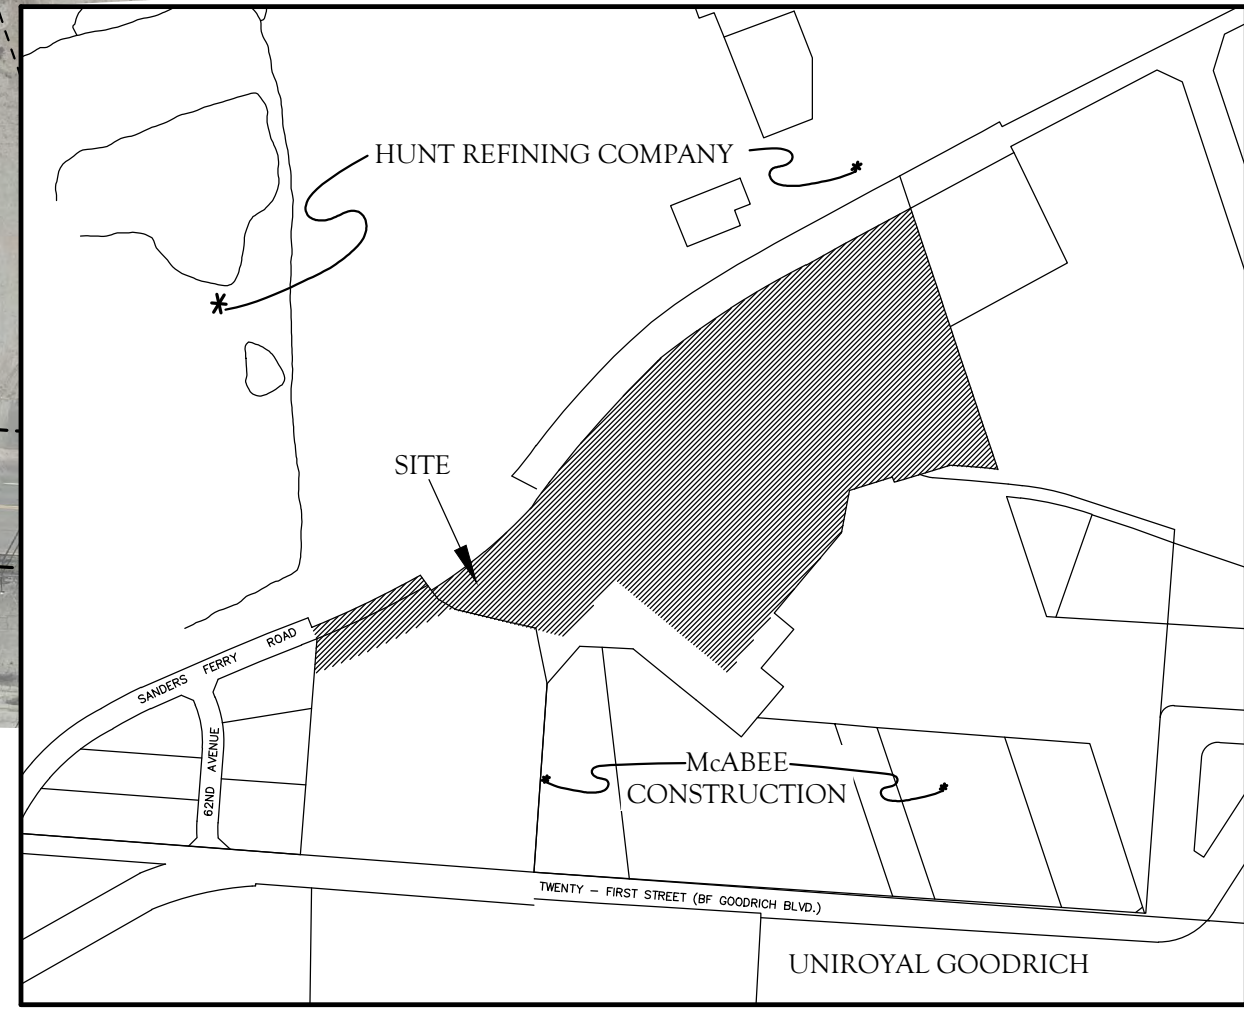 HUNT REFINING COMPANY
SITE
SANDERS FERRY ROAD
62ND AVENUE
McABEE
CONSTRUCTION
TWENTY - FIRST STREET (BF GOODRICH BLVD.)
UNIROYAL GOODRICH